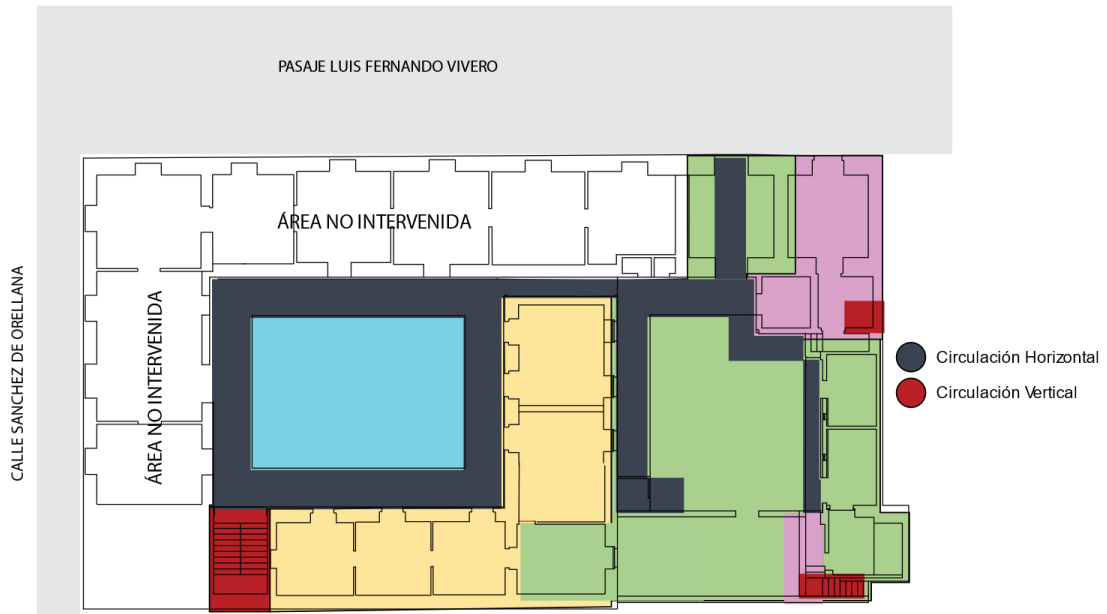 PASAJE LUIS FERNANDO VIVERO
ÁREA NO INTERVENIDA
ÁREA NO INTERVENIDA
CALLE SANCHEZ DE ORELLANA
Circulación Horizontal
Circulación Vertical